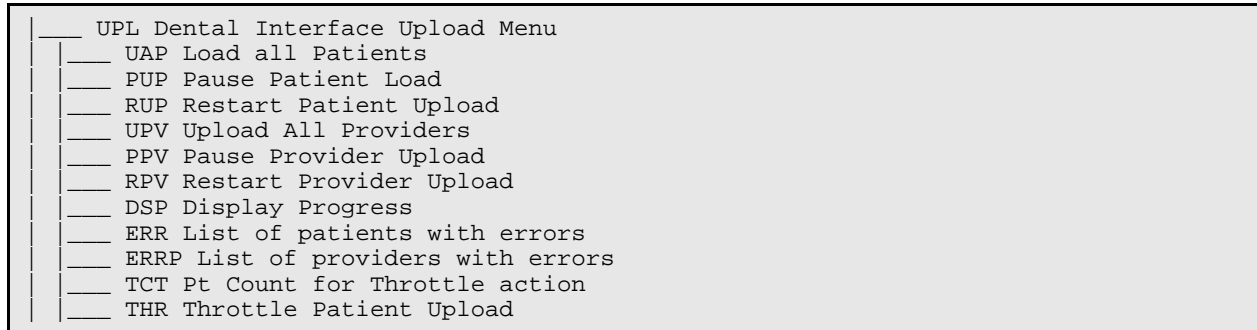 |___ UPL Dental Interface Upload Menu
| |___ UAP Load all Patients
| |___ PUP Pause Patient Load
| |___ RUP Restart Patient Upload
| |___ UPV Upload All Providers
| |___ PPV Pause Provider Upload
| |___ RPV Restart Provider Upload
| |___ DSP Display Progress
| |___ ERR List of patients with errors
| |___ ERRP List of providers with errors
| |___ TCT Pt Count for Throttle action
| |___ THR Throttle Patient Upload